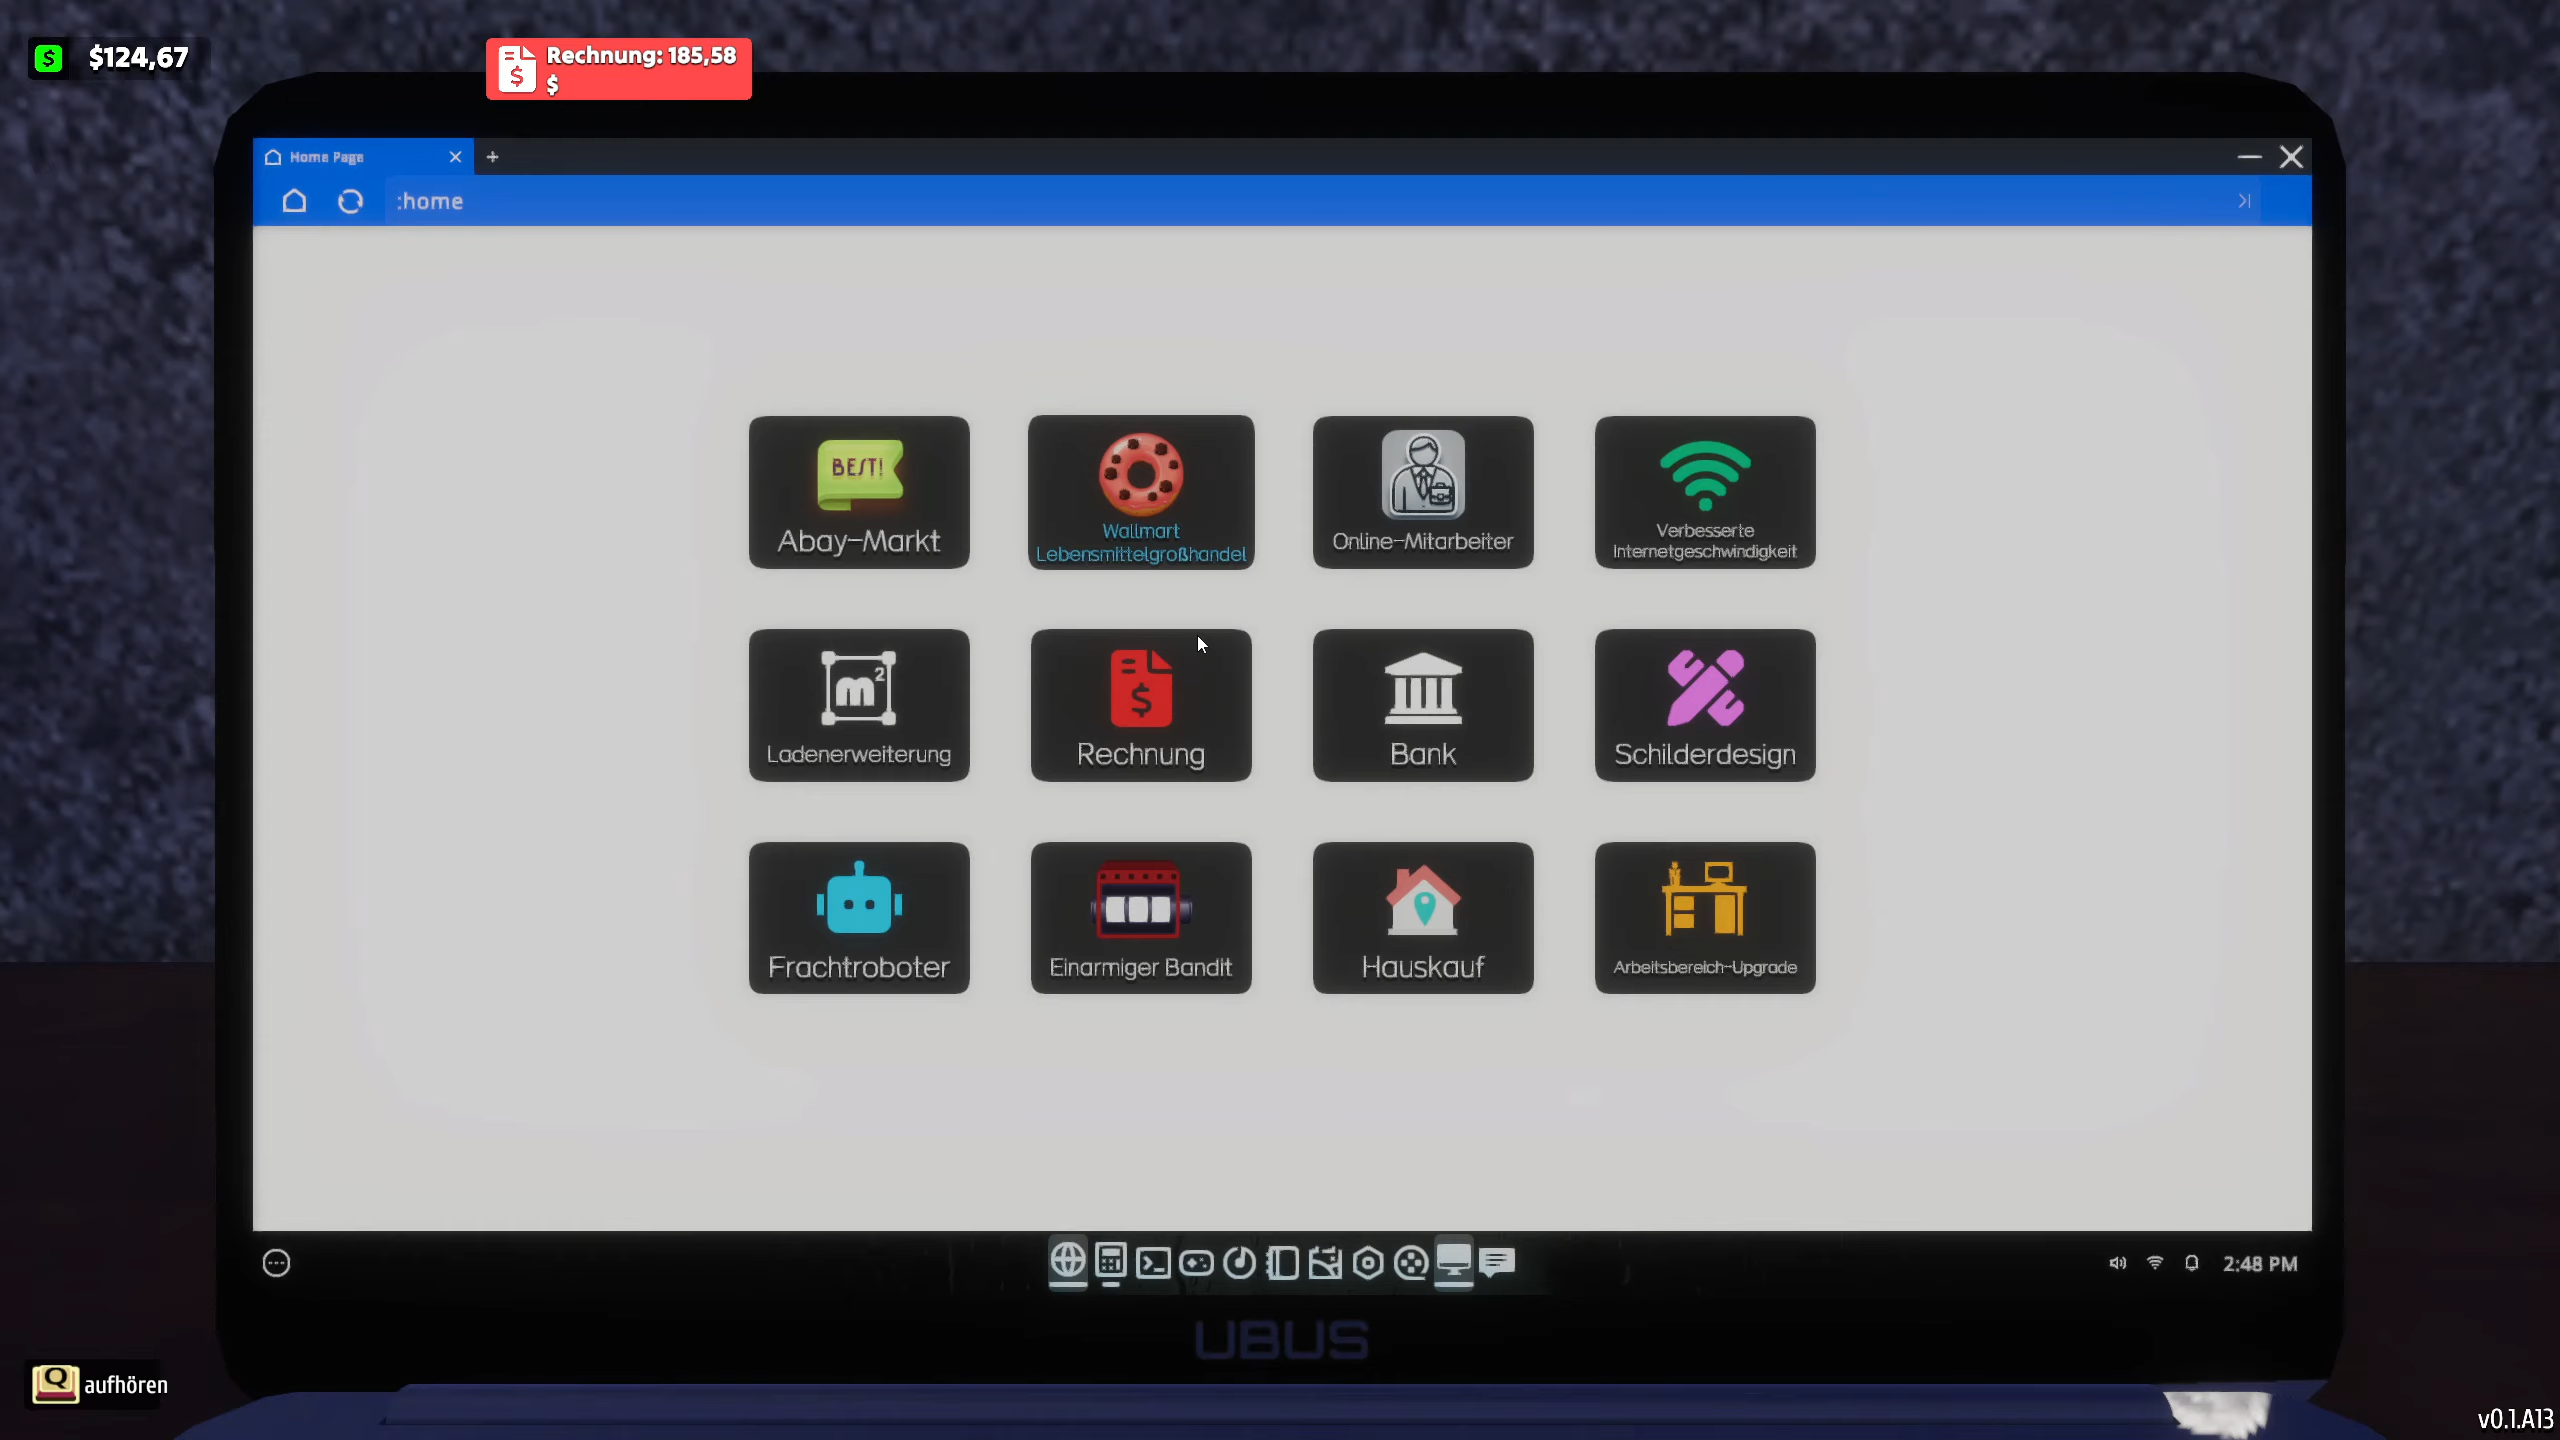 $124,67
Rechnung: 185,58
$
Home Page
:home
BEST!
Abay-Markt
Wallmart
Lebensmittelgroßhandel
Online-Mitarbeiter
Verbesserte
Internetgeschwindigkeit
m²
Ladenerweiterung
Rechnung
Bank
Schilderdesign
Frachtroboter
Einarmiger Bandit
Hauskauf
Arbeitsbereich-Upgrade
2:48 PM
UBUS
Q aufhören
v0.1.A13